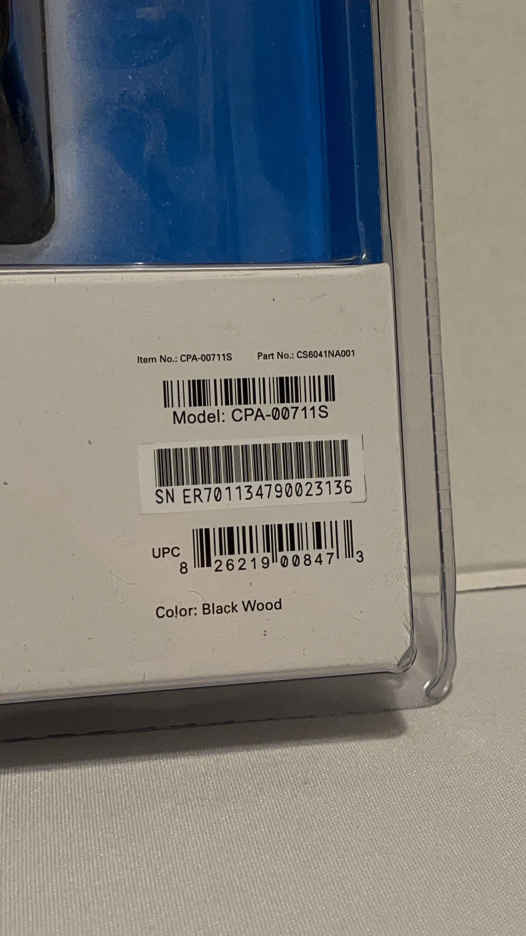 Item No.: CPA-00711S Part No.: CS6041NA001
Model: CPA-00711S
SN ER701134790023136
UPC 8 26219 00847 3
Color: Black Wood